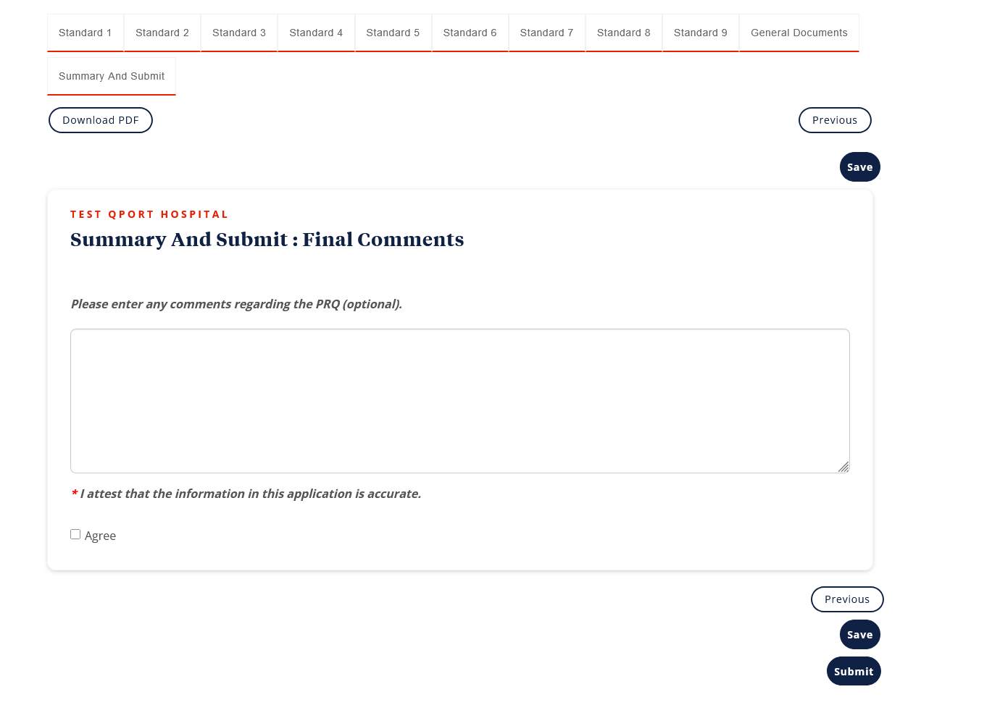 Standard 1 Standard 2 Standard 3 Standard 4 Standard 5 Standard 6 Standard 7 Standard 8 Standard 9 General Documents
Summary And Submit
Download PDF Previous
Save
TEST QPORT HOSPITAL
Summary And Submit : Final Comments
Please enter any comments regarding the PRQ (optional).
* I attest that the information in this application is accurate.
Agree
Previous
Save
Submit